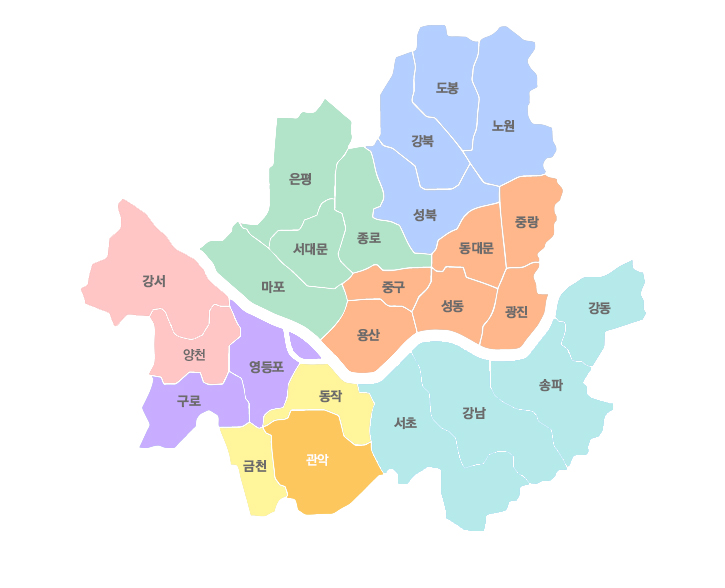 도봉
노원
강북
은평
성북
중랑
종로
동대문
서대문
강서
마포
중구
성동
강동
광진
용산
양천
영등포
송파
동작
구로
강남
서초
관악
금천